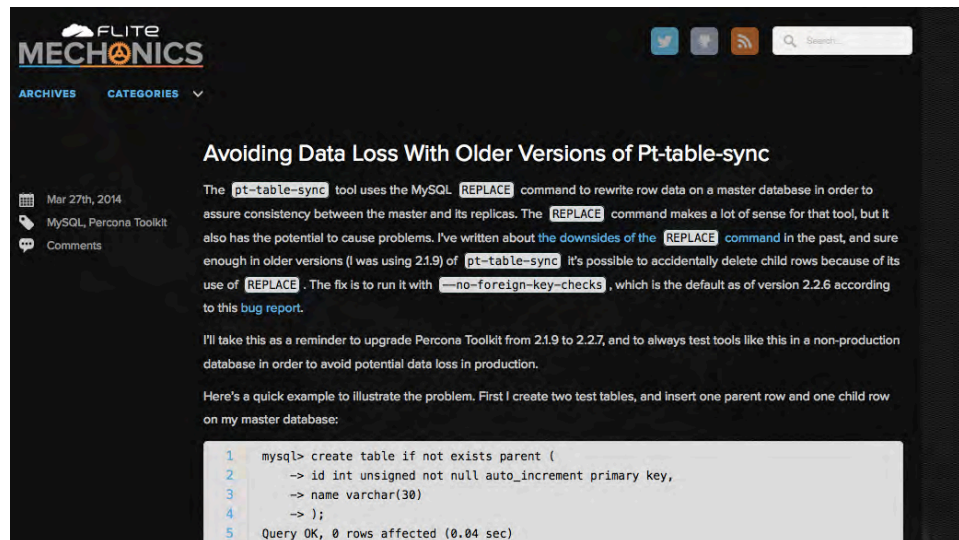 FLITE
MECHANICS
Search...
ARCHIVES CATEGORIES
Avoiding Data Loss With Older Versions of Pt-table-sync
Mar 27th, 2014
MySQL, Percona Toolkit
Comments
The pt-table-sync tool uses the MySQL REPLACE command to rewrite row data on a master database in order to
assure consistency between the master and its replicas. The REPLACE command makes a lot of sense for that tool, but it
also has the potential to cause problems. I've written about the downsides of the REPLACE command in the past, and sure
enough in older versions (I was using 2.1.9) of pt-table-sync it's possible to accidentally delete child rows because of its
use of REPLACE . The fix is to run it with —no-foreign-key-checks , which is the default as of version 2.2.6 according
to this bug report.
I'll take this as a reminder to upgrade Percona Toolkit from 2.1.9 to 2.2.7, and to always test tools like this in a non-production
database in order to avoid potential data loss in production.
Here's a quick example to illustrate the problem. First I create two test tables, and insert one parent row and one child row
on my master database:
1 mysql> create table if not exists parent (
2 -> id int unsigned not null auto_increment primary key,
3 -> name varchar(30)
4 -> );
5 Query OK, 0 rows affected (0.04 sec)